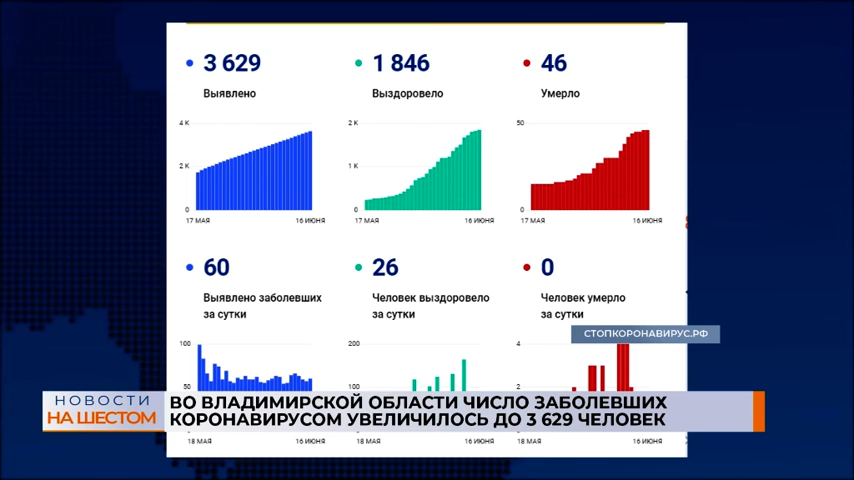 3 629
1 846
46
Выявлено
Выздоровело
Умерло
4 K
2 K
0
17 МАЯ
16 ИЮНЯ
2 K
1 K
0
17 МАЯ
16 ИЮНЯ
50
0
17 МАЯ
16 ИЮНЯ
60
26
0
Выявлено заболевших
за сутки
Человек выздоровело
за сутки
Человек умерло
за сутки
СТОПКОРОНАВИРУС.РФ
100
50
200
100
4
2
НОВОСТИ
НА ШЕСТОМ
ВО ВЛАДИМИРСКОЙ ОБЛАСТИ ЧИСЛО ЗАБОЛЕВШИХ
КОРОНАВИРУСОМ УВЕЛИЧИЛОСЬ ДО 3 629 ЧЕЛОВЕК
18 МАЯ
16 ИЮНЯ
18 МАЯ
16 ИЮНЯ
18 МАЯ
16 ИЮНЯ